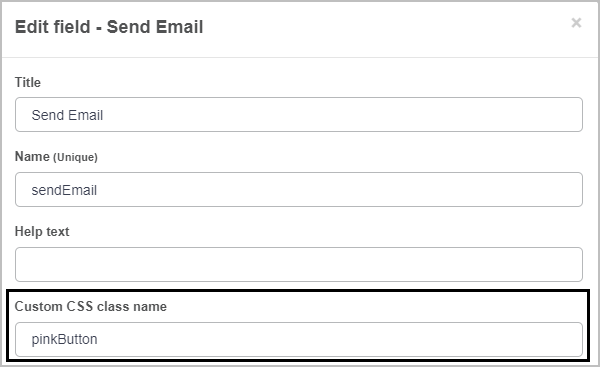 Edit field - Send Email
×
Title
Send Email
Name (Unique)
sendEmail
Help text
Custom CSS class name
pinkButton